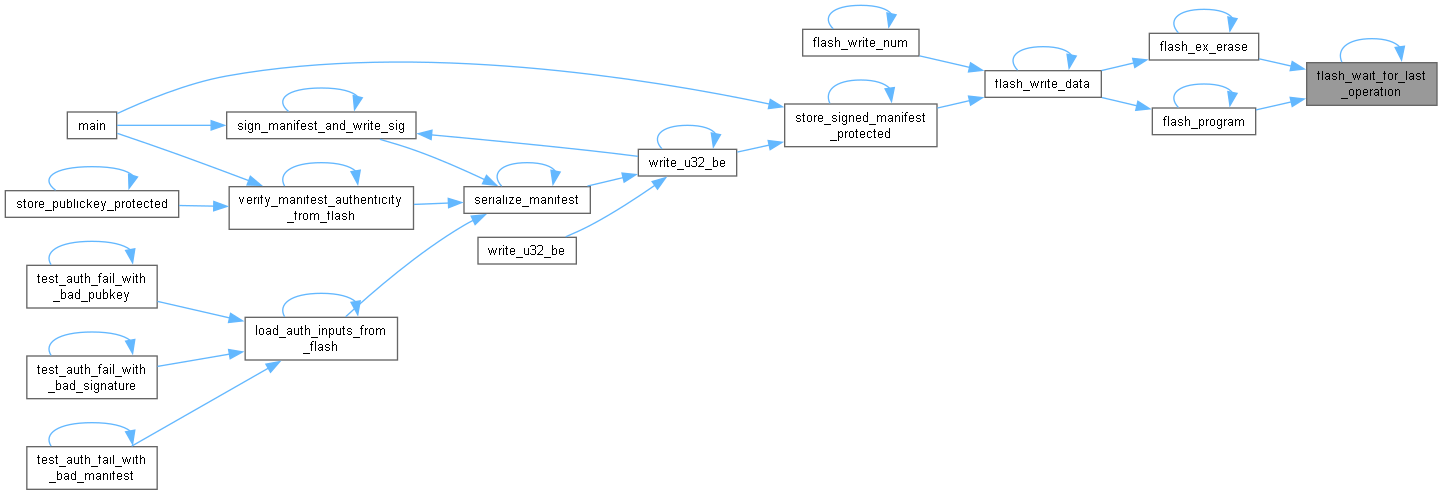 flash_write_num
flash_ex_erase
flash_wait_for_last
_operation
flash_write_data
flash_program
main
sign_manifest_and_write_sig
store_signed_manifest
_protected
write_u32_be
store_publickey_protected
verify_manifest_authenticity
_from_flash
serialize_manifest
write_u32_be
test_auth_fail_with
_bad_pubkey
load_auth_inputs_from
_flash
test_auth_fail_with
_bad_signature
test_auth_fail_with
_bad_manifest